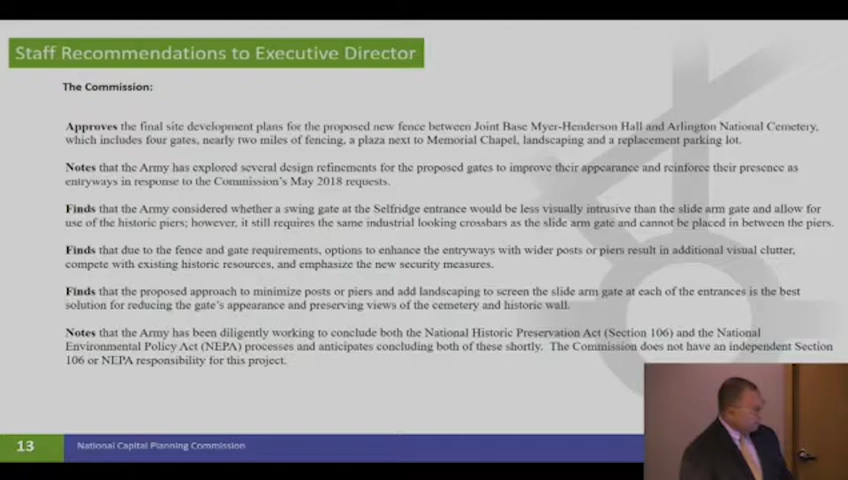 Staff Recommendations to Executive Director
The Commission:
Approves the final site development plans for the proposed new fence between Joint Base Myer-Henderson Hall and Arlington National Cemetery,
which includes four gates, nearly two miles of fencing, a plaza next to Memorial Chapel, landscaping and a replacement parking lot.
Notes that the Army has explored several design refinements for the proposed gates to improve their appearance and reinforce their presence as
entryways in response to the Commission's May 2018 requests.
Finds that the Army considered whether a swing gate at the Selfridge entrance would be less visually intrusive than the slide arm gate and allow for
use of the historic piers; however, it still requires the same industrial looking crossbars as the slide arm gate and cannot be placed in between the piers.
Finds that due to the fence and gate requirements, options to enhance the entryways with wider posts or piers result in additional visual clutter,
compete with existing historic resources, and emphasize the new security measures.
Finds that the proposed approach to minimize posts or piers and add landscaping to screen the slide arm gate at each of the entrances is the best
solution for reducing the gate's appearance and preserving views of the cemetery and historic wall.
Notes that the Army has been diligently working to conclude both the National Historic Preservation Act (Section 106) and the National
Environmental Policy Act (NEPA) processes and anticipates concluding both of these shortly. The Commission does not have an independent Section
106 or NEPA responsibility for this project.
13
National Capital Planning Commission